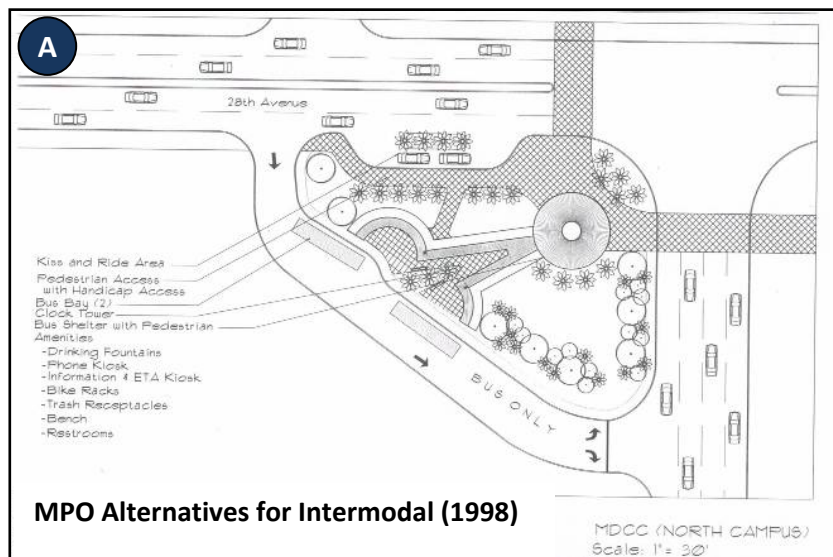 A
28th Avenue
Kiss and Ride Area
Pedestrian Access
with Handicap Access
Bus Bay (2)
Clock Tower
Bus Shelter with Pedestrian
Amenities
-Drinking Fountains
-Phone Kiosk
-Information & ETA Kiosk
-Bike Racks
-Trash Receptacles
-Bench
-Restrooms
BUS ONLY
MPO Alternatives for Intermodal (1998)
MDCC (NORTH CAMPUS)
Scale: 1" = 30'